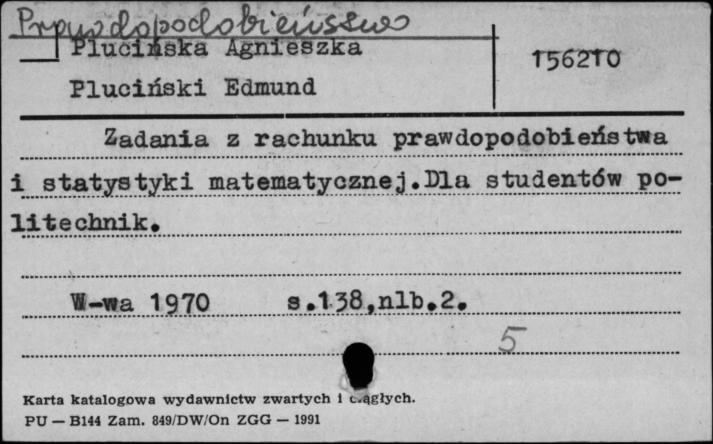 Prawdopodobieństwo
Plucińska Agnieszka
156210
Pluciński Edmund
Zadania z rachunku prawdopodobieństwa
i statystyki matematycznej.Dla studentów po-
litechnik.
W-wa 1970 s.138,nlb.2.
5
Karta katalogowa wydawnictw zwartych i ciągłych.
PU — B144 Zam. 849/DW/On ZGG — 1991